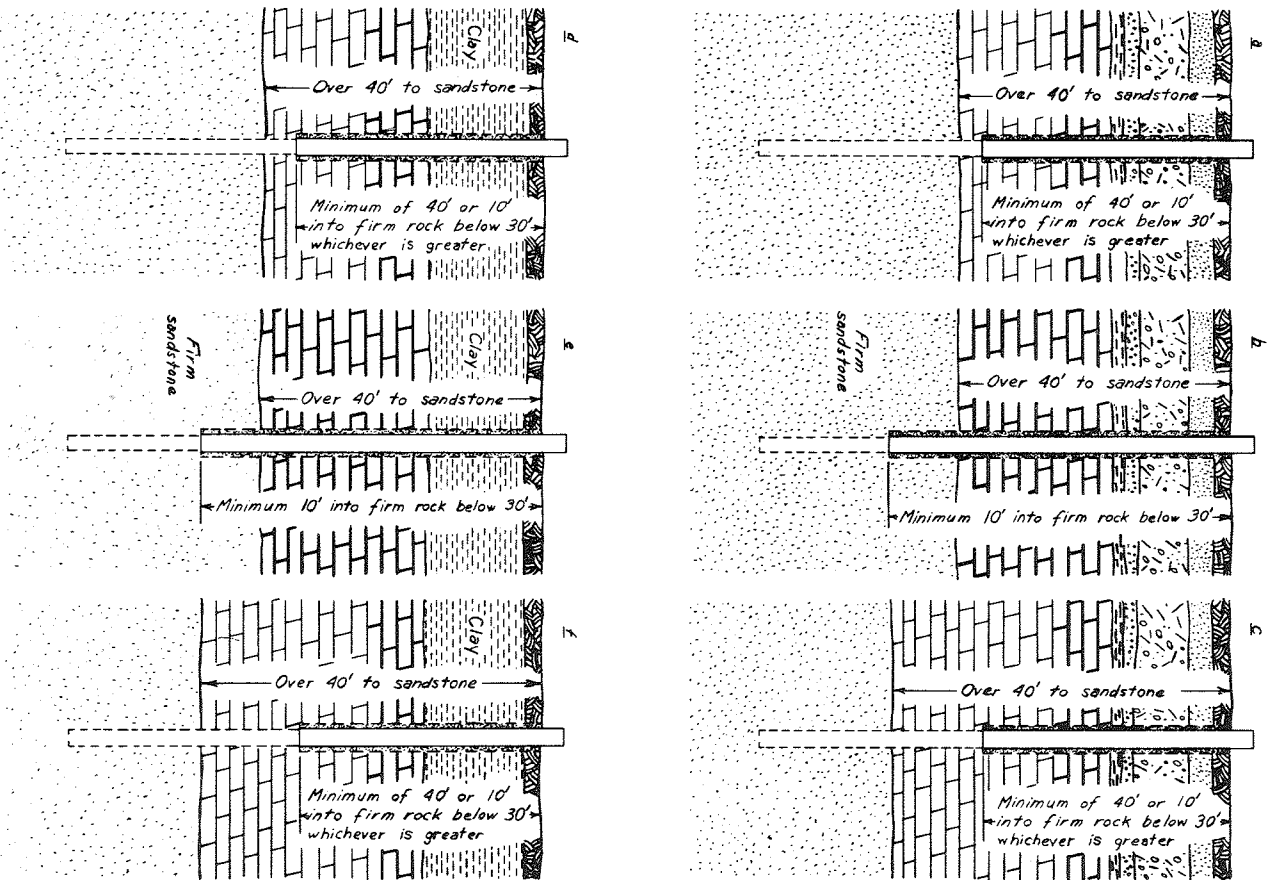 a
Over 40' to sandstone
Minimum of 40' or 10'
into firm rock below 30'
whichever is greater
b
Firm
sandstone
Over 40' to sandstone
Minimum 10' into firm rock below 30'
c
Over 40' to sandstone
Minimum of 40' or 10'
into firm rock below 30'
whichever is greater
d
Clay
Over 40' to sandstone
Minimum of 40' or 10'
into firm rock below 30'
whichever is greater.
e
Clay
Firm
sandstone
Over 40' to sandstone
Minimum 10' into firm rock below 30'
f
Clay
Over 40' to sandstone
Minimum of 40' or 10'
into firm rock below 30'
whichever is greater